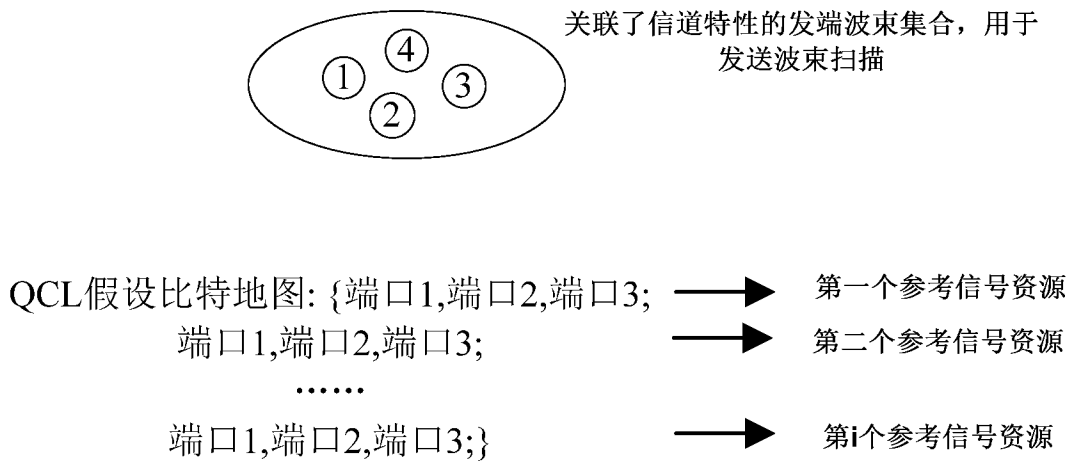 关联了信道特性的发端波束集合，用于
发送波束扫描
4
1
3
2
QCL假设比特地图: {端口1,端口2,端口3; 第一个参考信号资源
端口1,端口2,端口3; 第二个参考信号资源
……
端口1,端口2,端口3;} 第i个参考信号资源